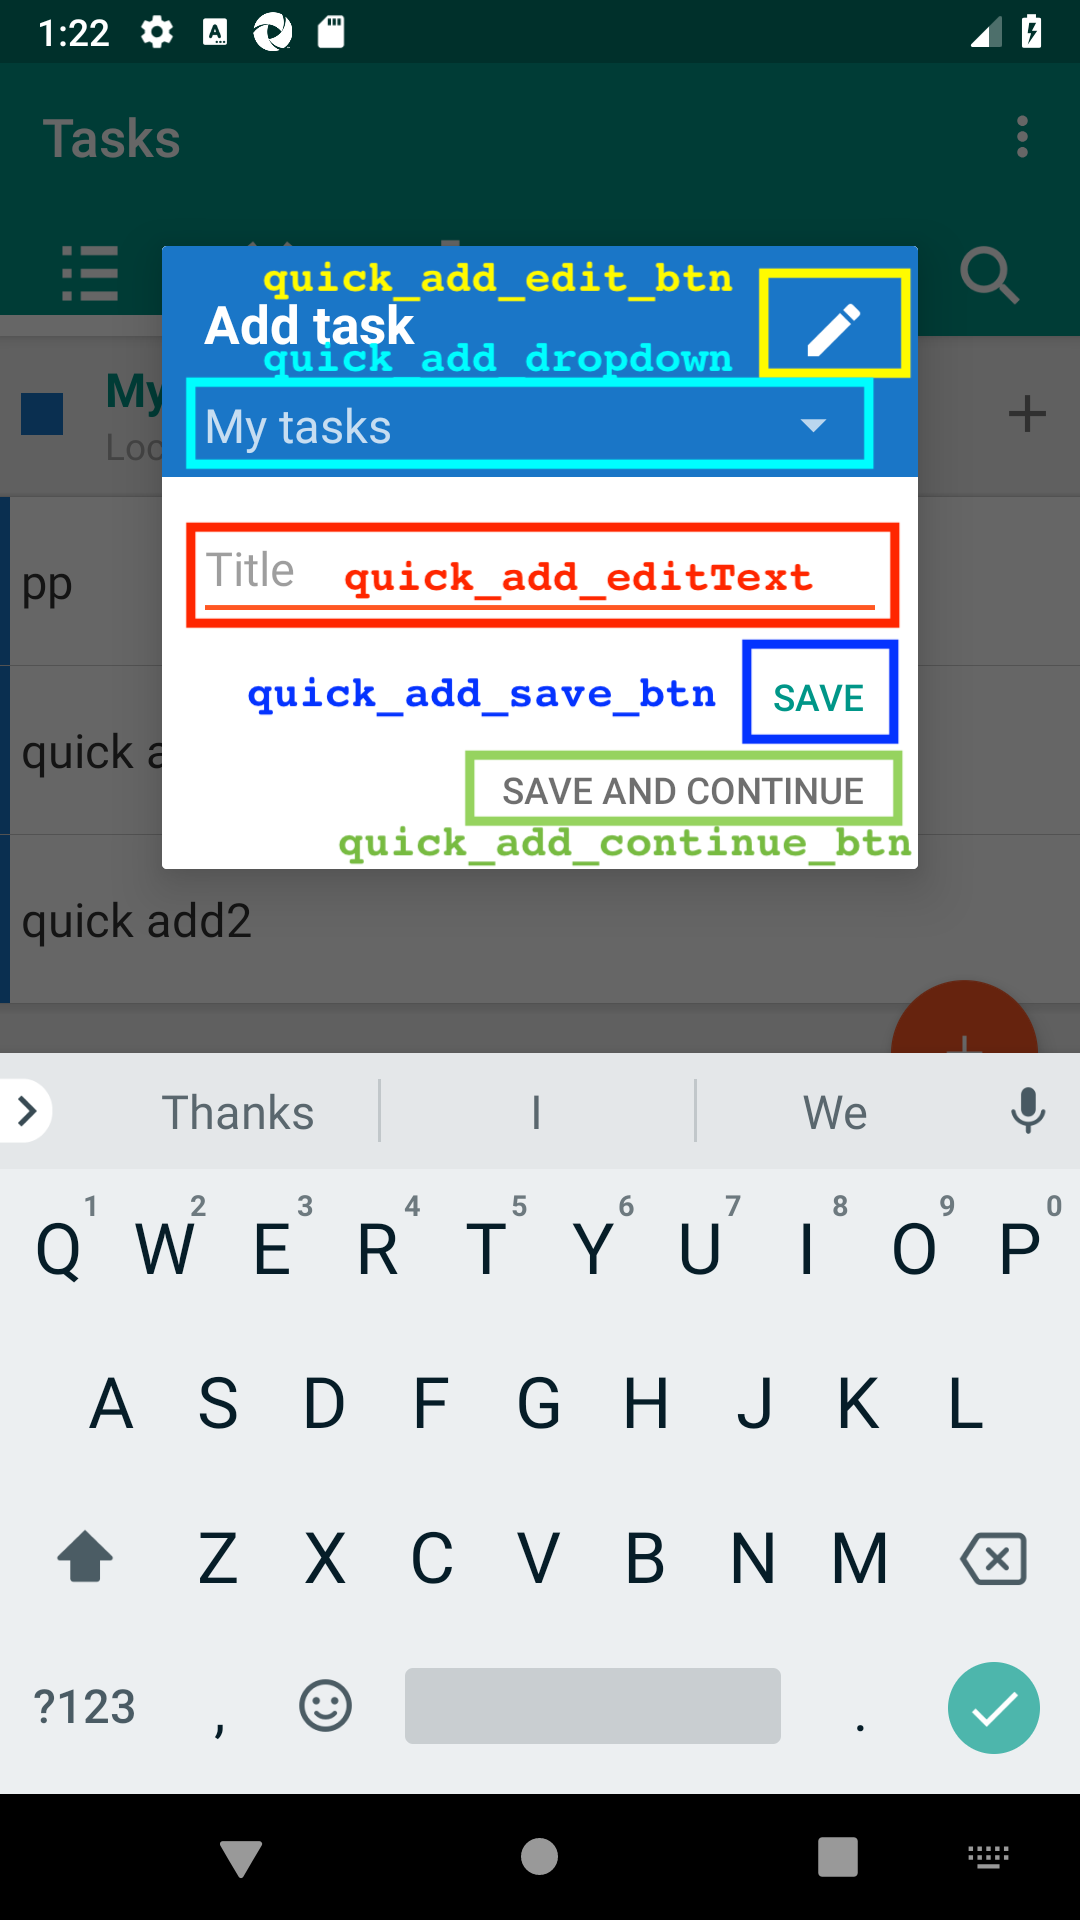 1:22
Tasks
quick_add_edit_btn
Add task
quick_add_dropdown
My
My tasks
Loc
pp
Title
quick_add_editText
quick_add_save_btn
SAVE
quick a
SAVE AND CONTINUE
quick_add_continue_btn
quick add2
Thanks I We
1 2 3 4 5 6 7 8 9 0
Q W E R T Y U I O P
A S D F G H J K L
Z X C V B N M
?123 , .